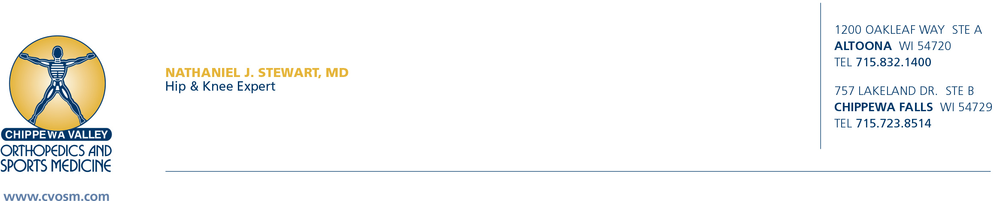 CHIPPEWA VALLEY
ORTHOPEDICS AND
SPORTS MEDICINE
www.cvosm.com
NATHANIEL J. STEWART, MD
Hip & Knee Expert
1200 OAKLEAF WAY STE A
ALTOONA WI 54720
TEL 715.832.1400
757 LAKELAND DR. STE B
CHIPPEWA FALLS WI 54729
TEL 715.723.8514